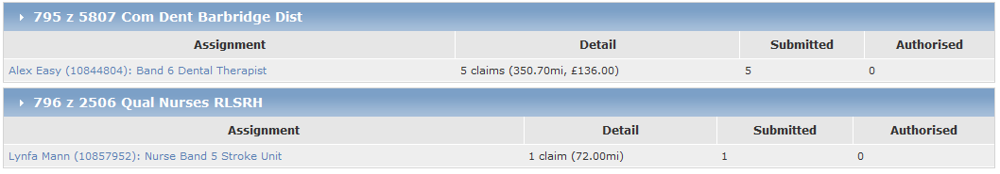 795 z 5807 Com Dent Barbridge Dist
Assignment Detail Submitted Authorised
Alex Easy (10844804): Band 6 Dental Therapist 5 claims (350.70mi, £136.00) 5 0
796 z 2506 Qual Nurses RLSRH
Assignment Detail Submitted Authorised
Lynfa Mann (10857952): Nurse Band 5 Stroke Unit 1 claim (72.00mi) 1 0